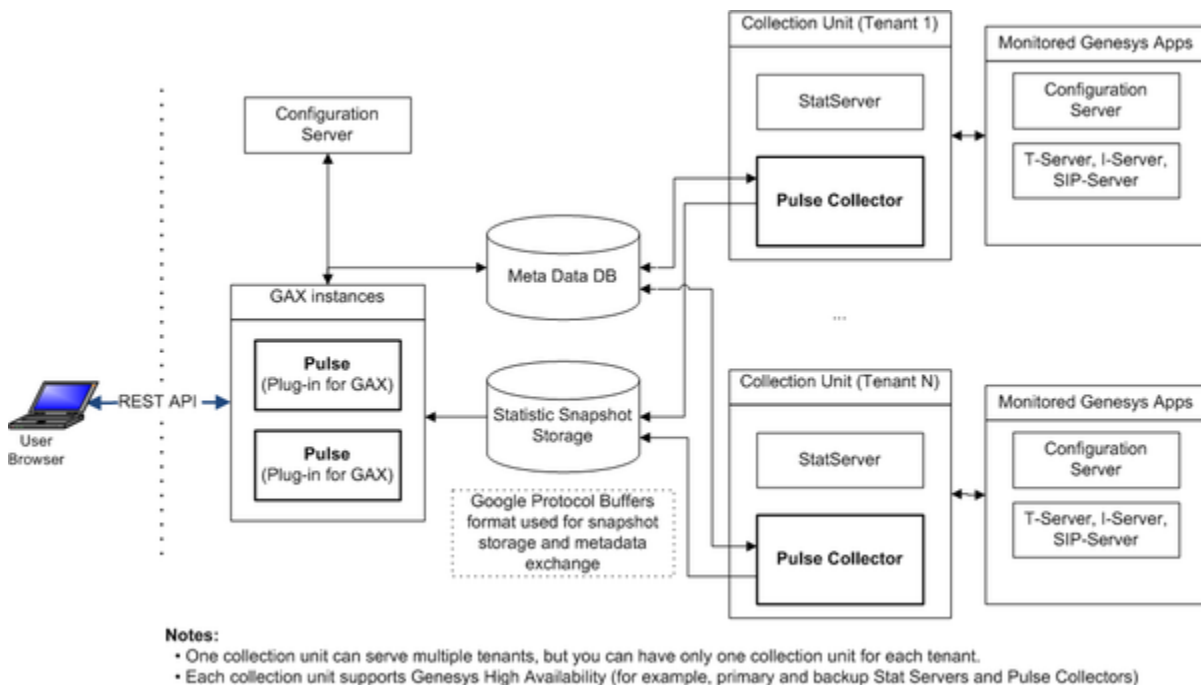 Collection Unit (Tenant 1)
Monitored Genesys Apps
StatServer
Configuration
Server
Configuration
Server
T-Server, I-Server,
SIP-Server
Pulse Collector
Meta Data DB
GAX instances
...
Pulse
(Plug-in for GAX)
Collection Unit (Tenant N)
Monitored Genesys Apps
REST API
User
Browser
Statistic Snapshot
Storage
Pulse
(Plug-in for GAX)
StatServer
Configuration
Server
Google Protocol Buffers
format used for snapshot
storage and metadata
exchange
T-Server, I-Server,
SIP-Server
Pulse Collector
Notes:
• One collection unit can serve multiple tenants, but you can have only one collection unit for each tenant.
• Each collection unit supports Genesys High Availability (for example, primary and backup Stat Servers and Pulse Collectors)